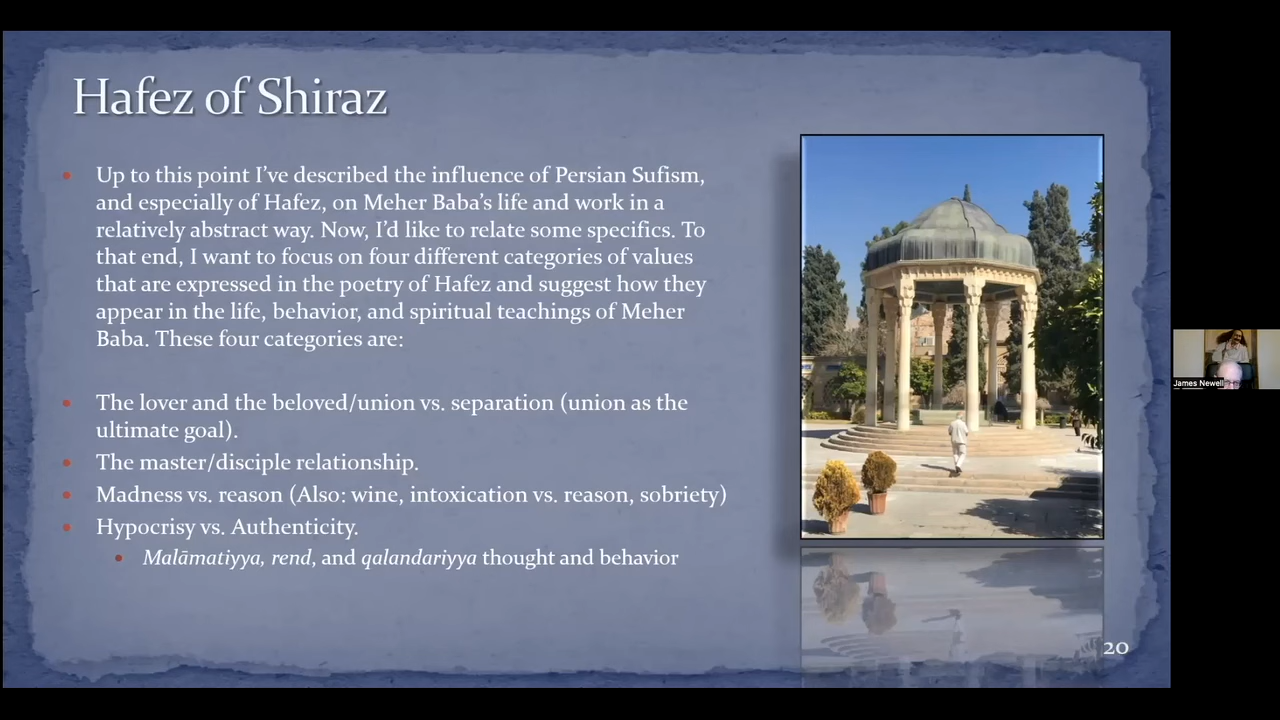 Hafez of Shiraz
Up to this point I've described the influence of Persian Sufism,
and especially of Hafez, on Meher Baba's life and work in a
relatively abstract way. Now, I'd like to relate some specifics. To
that end, I want to focus on four different categories of values
that are expressed in the poetry of Hafez and suggest how they
appear in the life, behavior, and spiritual teachings of Meher
Baba. These four categories are:
The lover and the beloved/union vs. separation (union as the
ultimate goal).
The master/disciple relationship.
Madness vs. reason (Also: wine, intoxication vs. reason, sobriety)
Hypocrisy vs. Authenticity.
Malāmatiyya, rend, and qalandariyya thought and behavior
20
James Newell